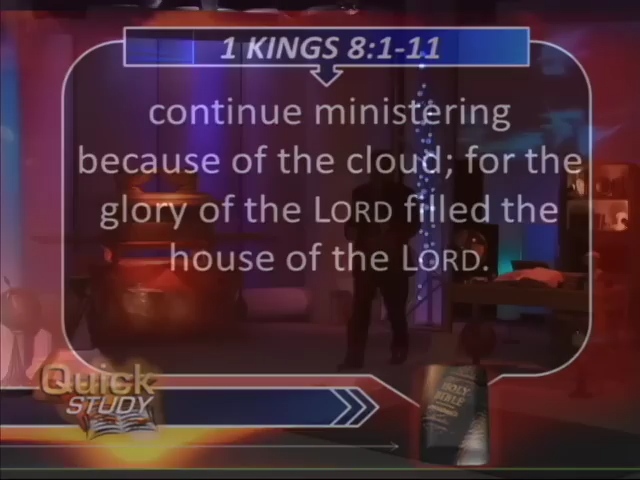 1 KINGS 8:1-11
continue ministering
because of the cloud; for the
glory of the LORD filled the
house of the LORD.
Quick
STUDY
HOLY
BIBLE